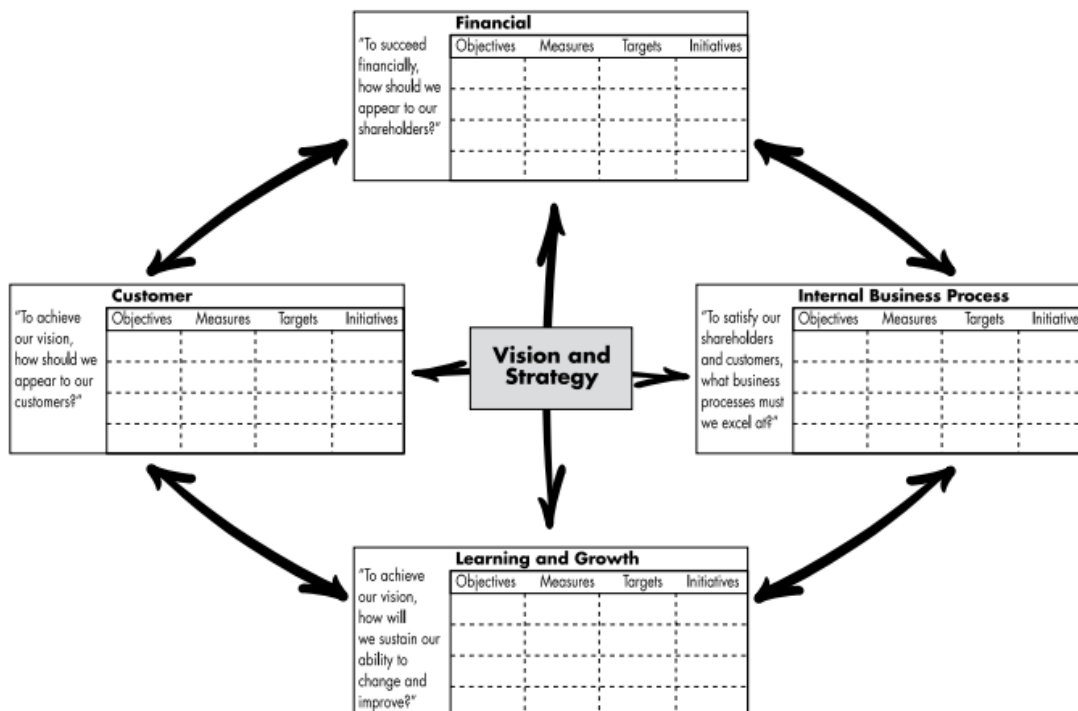 Financial
"To succeed
financially,
how should we
appear to our
shareholders?"
Objectives Measures Targets Initiatives
Customer
"To achieve
our vision,
how should we
appear to our
customers?"
Objectives Measures Targets Initiatives
Vision and
Strategy
Internal Business Process
"To satisfy our
shareholders
and customers,
what business
processes must
we excel at?"
Objectives Measures Targets Initiative
Learning and Growth
"To achieve
our vision,
how will
we sustain our
ability to
change and
improve?"
Objectives Measures Targets Initiatives